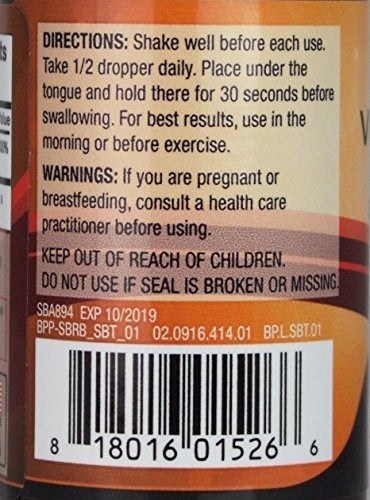 DIRECTIONS: Shake well before each use.
Take 1/2 dropper daily. Place under the
tongue and hold there for 30 seconds before
swallowing. For best results, use in the
morning or before exercise.
WARNINGS: If you are pregnant or
breastfeeding, consult a health care
practitioner before using.
KEEP OUT OF REACH OF CHILDREN.
DO NOT USE IF SEAL IS BROKEN OR MISSING.
SBA894 EXP 10/2019
BPP-SBRB_SBT_01 02.0916.414.01 BP.L.SBT.01
8 18016 01526 6